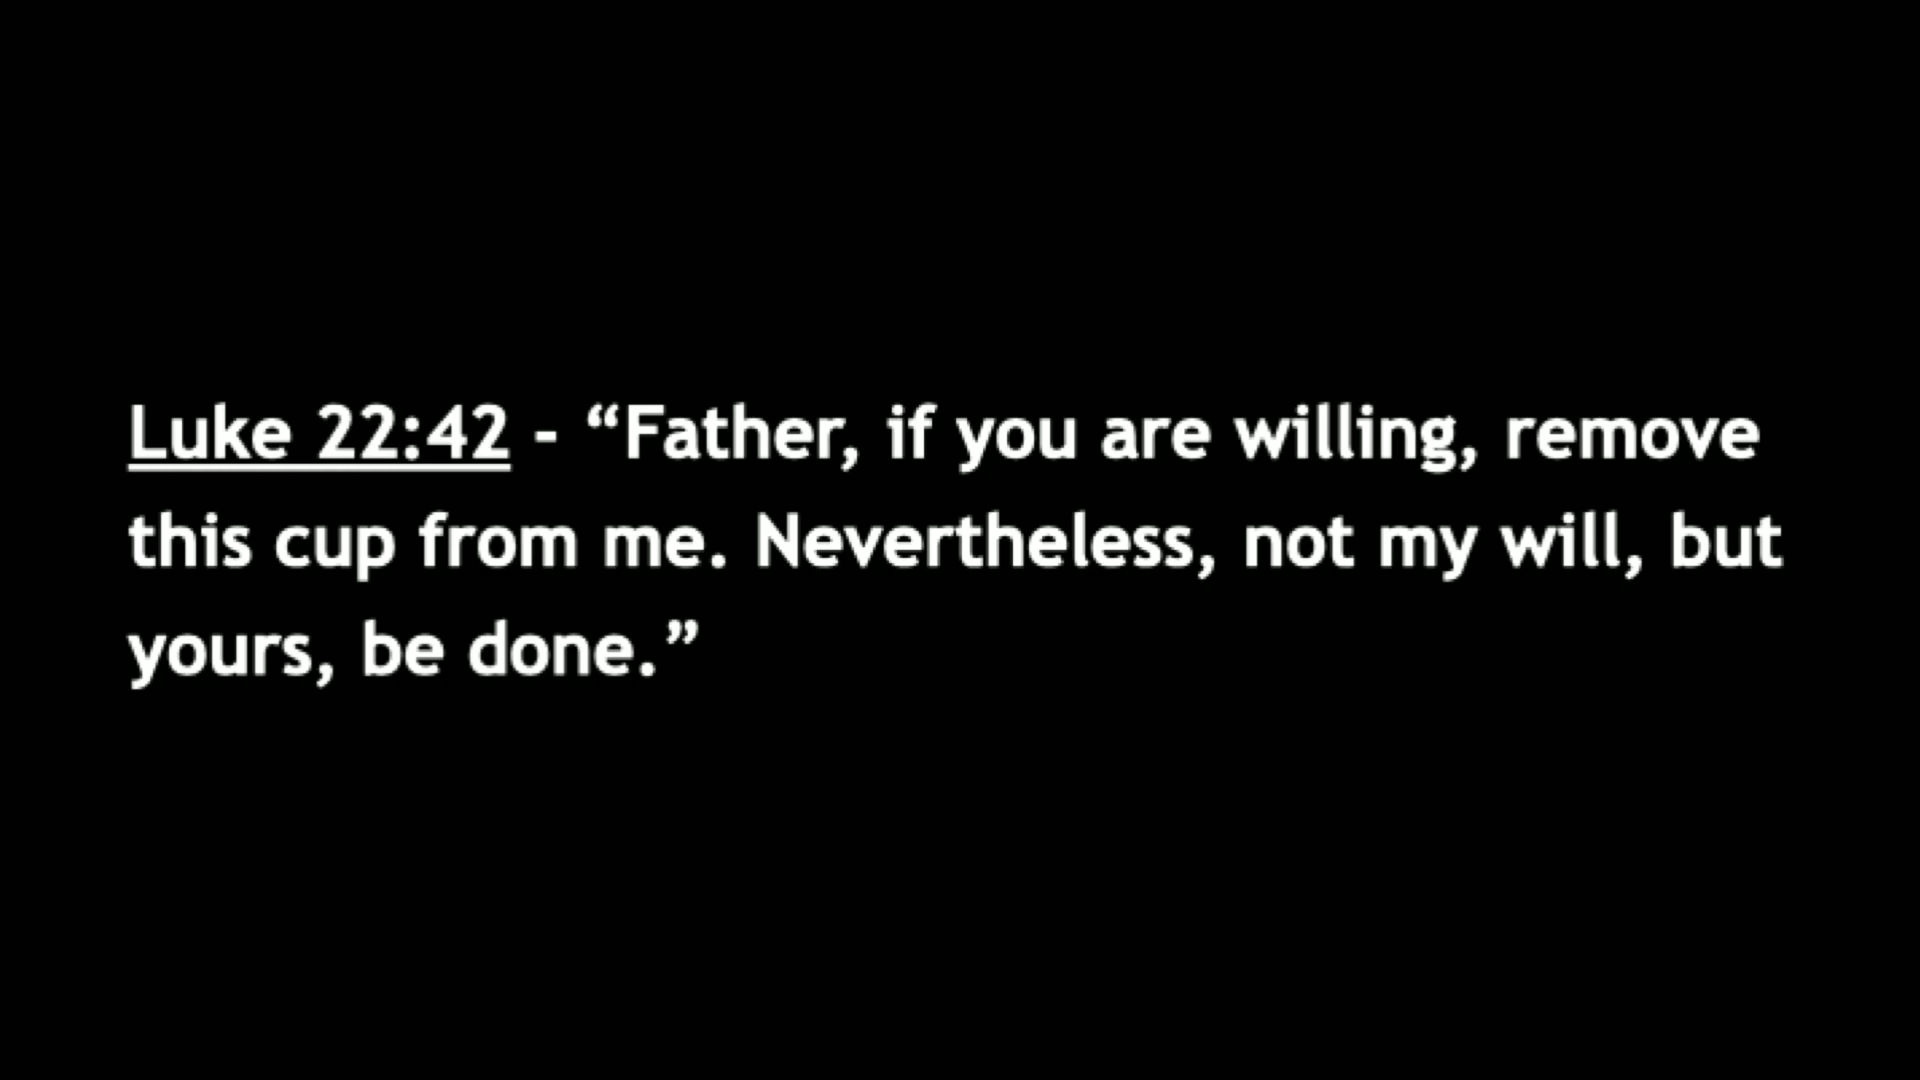 Luke 22:42 - “Father, if you are willing, remove
this cup from me. Nevertheless, not my will, but
yours, be done.”